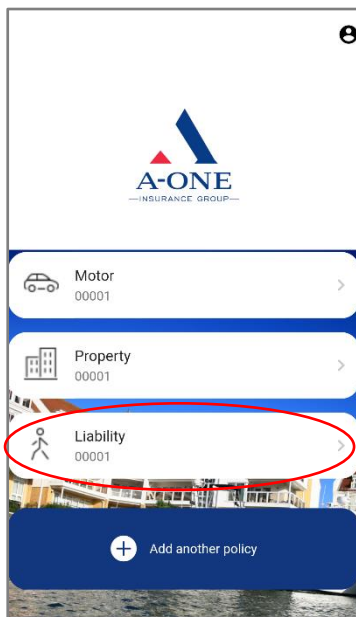 A-ONE
INSURANCE GROUP
Motor
00001
Property
00001
Liability
00001
Add another policy